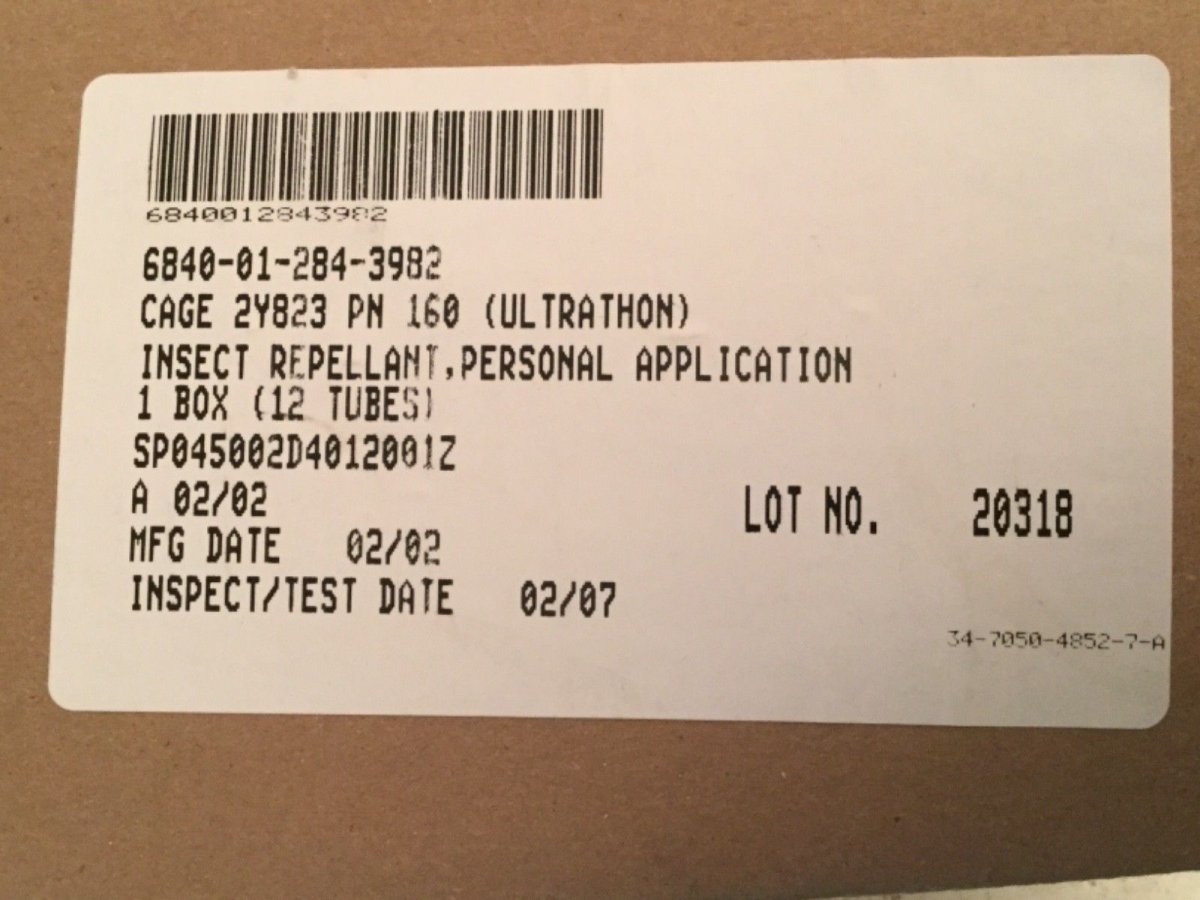 6840012843982
6840-01-284-3982
CAGE 2Y823 PN 160 (ULTRATHON)
INSECT REPELLANT,PERSONAL APPLICATION
1 BOX (12 TUBES)
SP045002D4012001Z
A 02/02
LOT NO. 20318
MFG DATE 02/02
INSPECT/TEST DATE 02/07
34-7050-4852-7-A